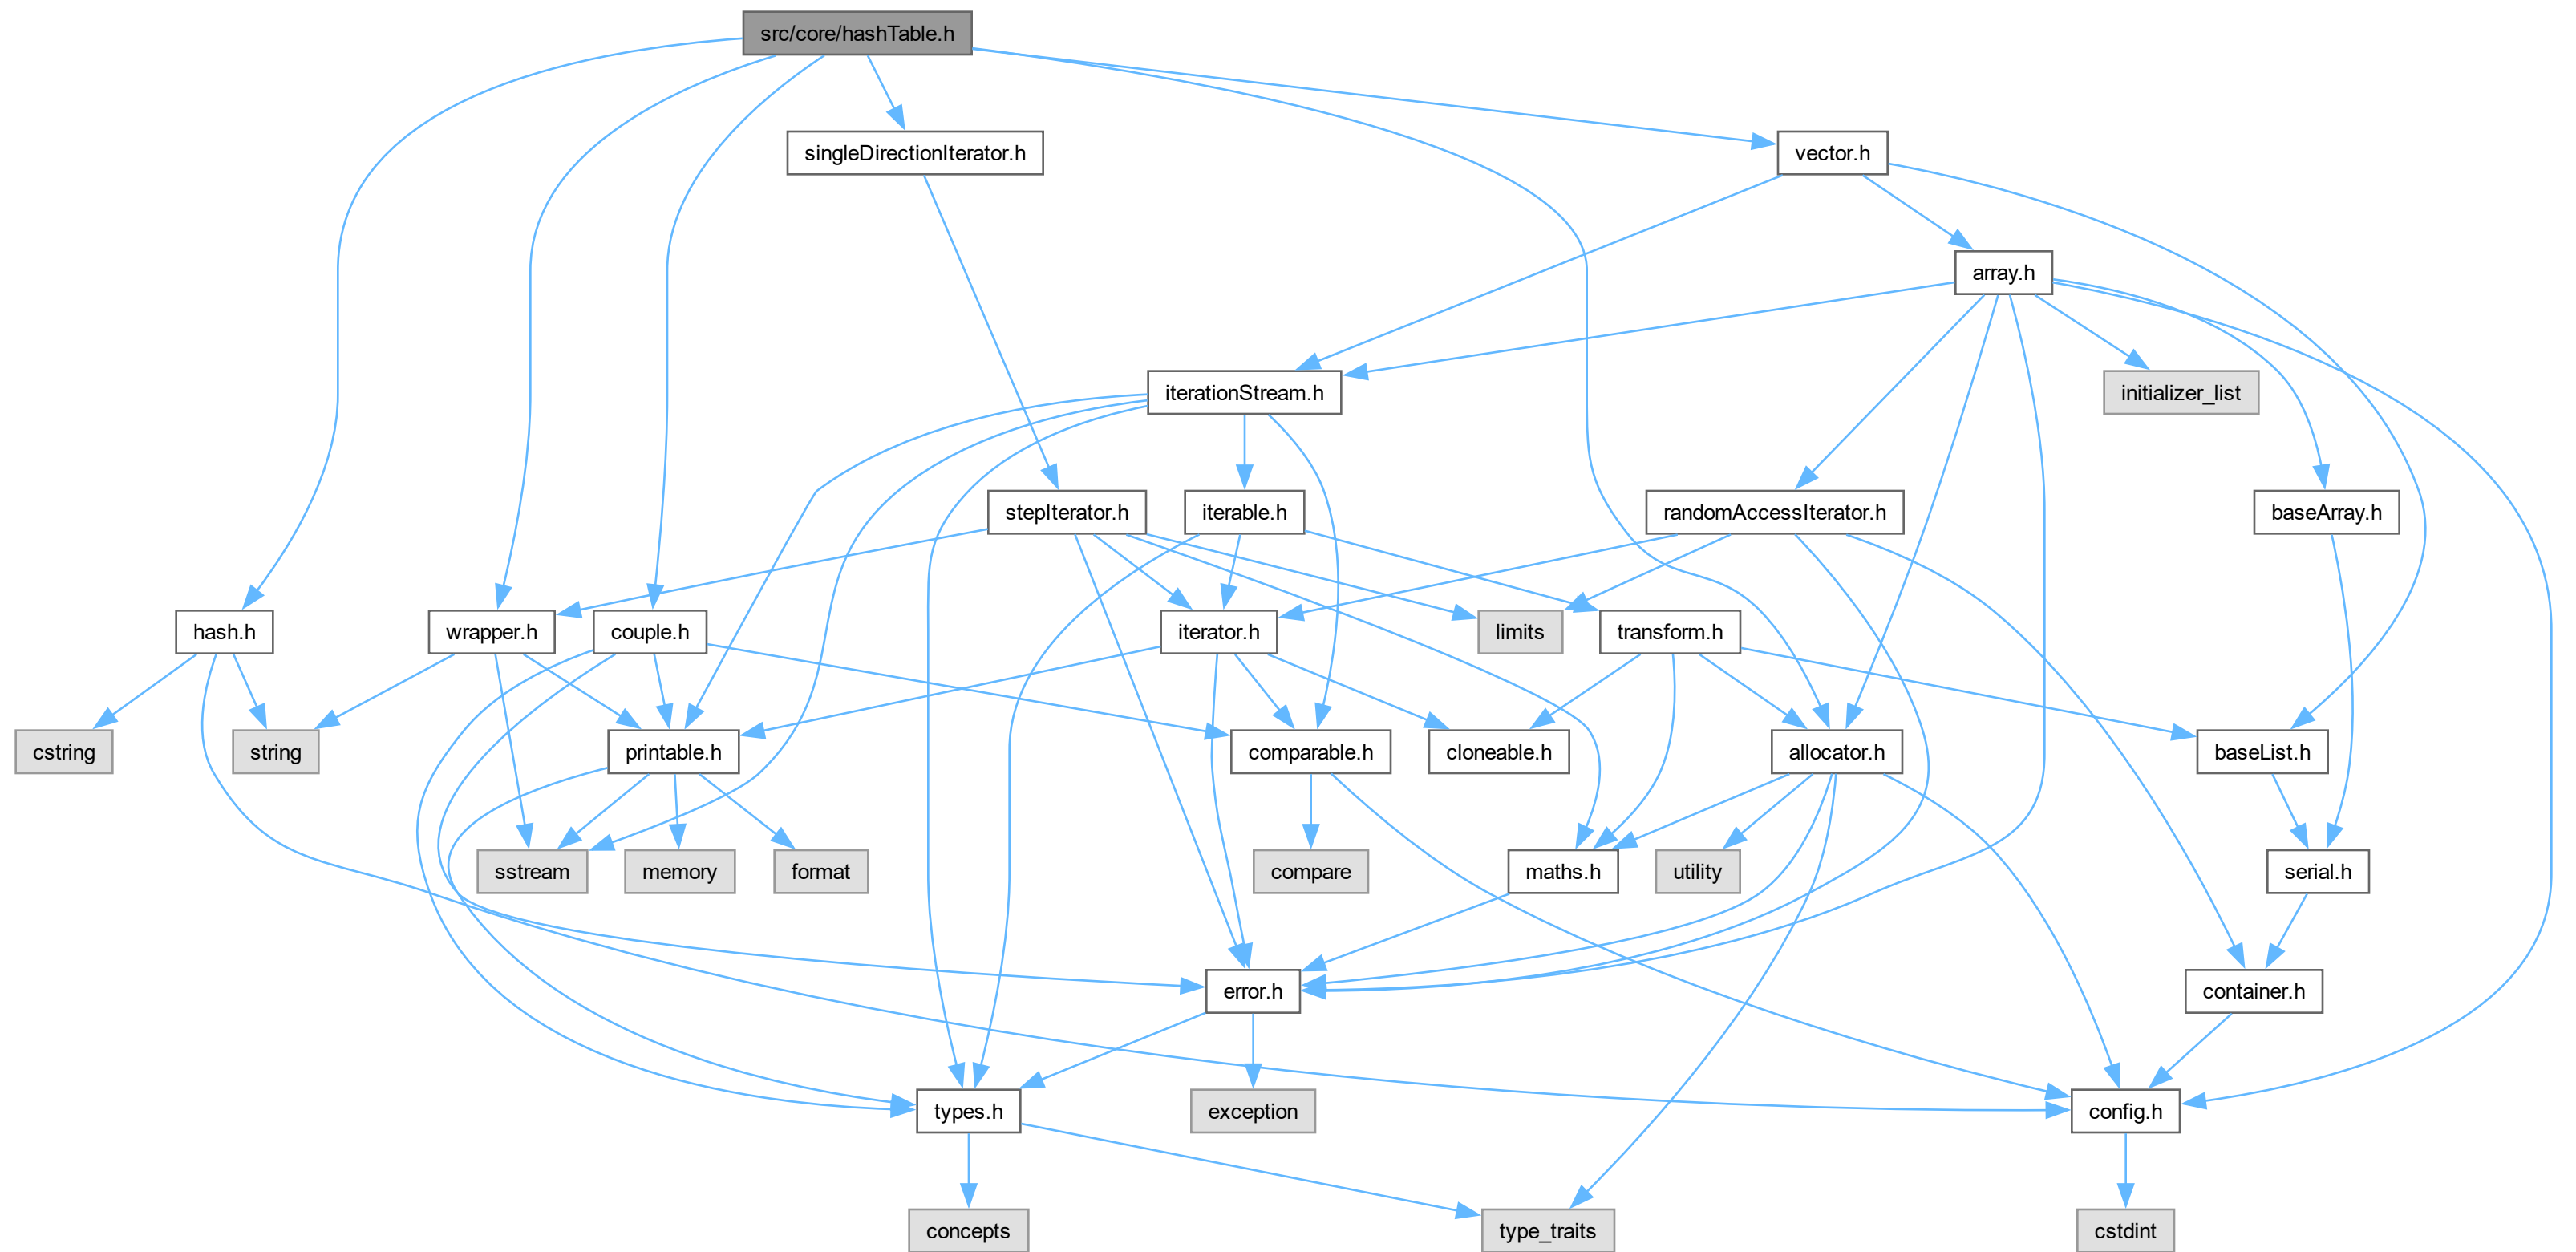 src/core/hashTable.h
singleDirectionIterator.h
vector.h
array.h
iterationStream.h
initializer_list
stepIterator.h
iterable.h
randomAccessIterator.h
baseArray.h
hash.h
wrapper.h
couple.h
iterator.h
limits
transform.h
cstring
string
printable.h
comparable.h
cloneable.h
allocator.h
baseList.h
sstream
memory
format
compare
maths.h
utility
serial.h
error.h
container.h
types.h
exception
config.h
concepts
type_traits
cstdint